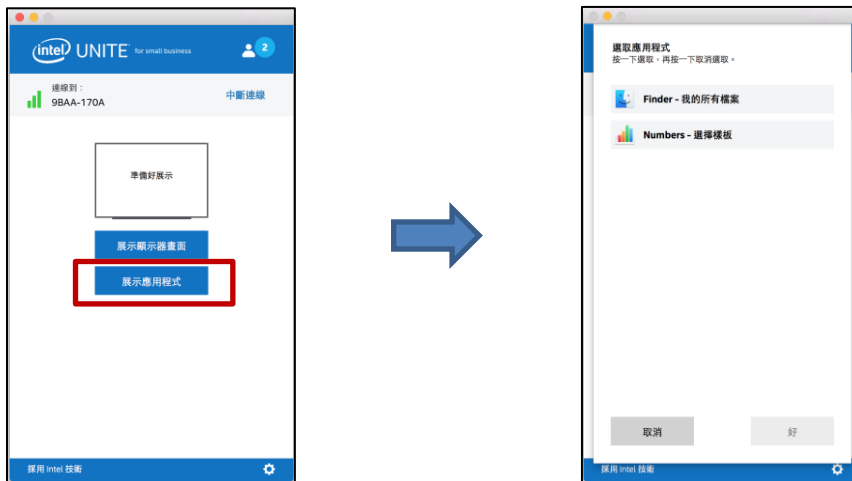 intel UNITE for small business
2
連線到：
9BAA-170A
中斷連線
準備好展示
展示顯示器畫面
展示應用程式
採用 Intel 技術
選取應用程式
按一下選取，再按一下取消選取。
Finder - 我的所有檔案
Numbers - 選擇樣板
取消
好
採用 Intel 技術